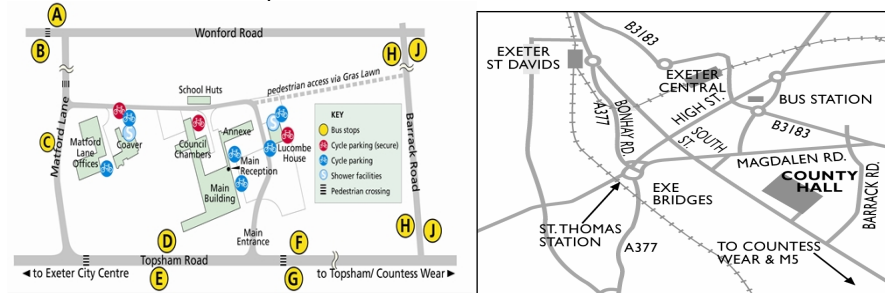 A
Wonford Road
B
H
J
pedestrian access via Gras Lawn
School Huts
Matford Lane
C
Matford
Lane
Offices
Coaver
S
Council
Chambers
Annexe
S
Lucombe
House
Main
Reception
Main
Building
KEY
Bus stops
Cycle parking (secure)
Cycle parking
S Shower facilities
Pedestrian crossing
Barrack Road
H
J
Main
Entrance
D
F
Topsham Road
E
G
to Exeter City Centre
to Topsham/ Countess Wear
B3183
EXETER
ST DAVIDS
EXETER
CENTRAL
A377
BONHAY RD.
HIGH ST.
BUS STATION
B3183
SOUTH
ST.
MAGDALEN RD.
COUNTY
HALL
BARRACK RD.
EXE
BRIDGES
ST.THOMAS
STATION
A377
TO COUNTESS
WEAR & M5